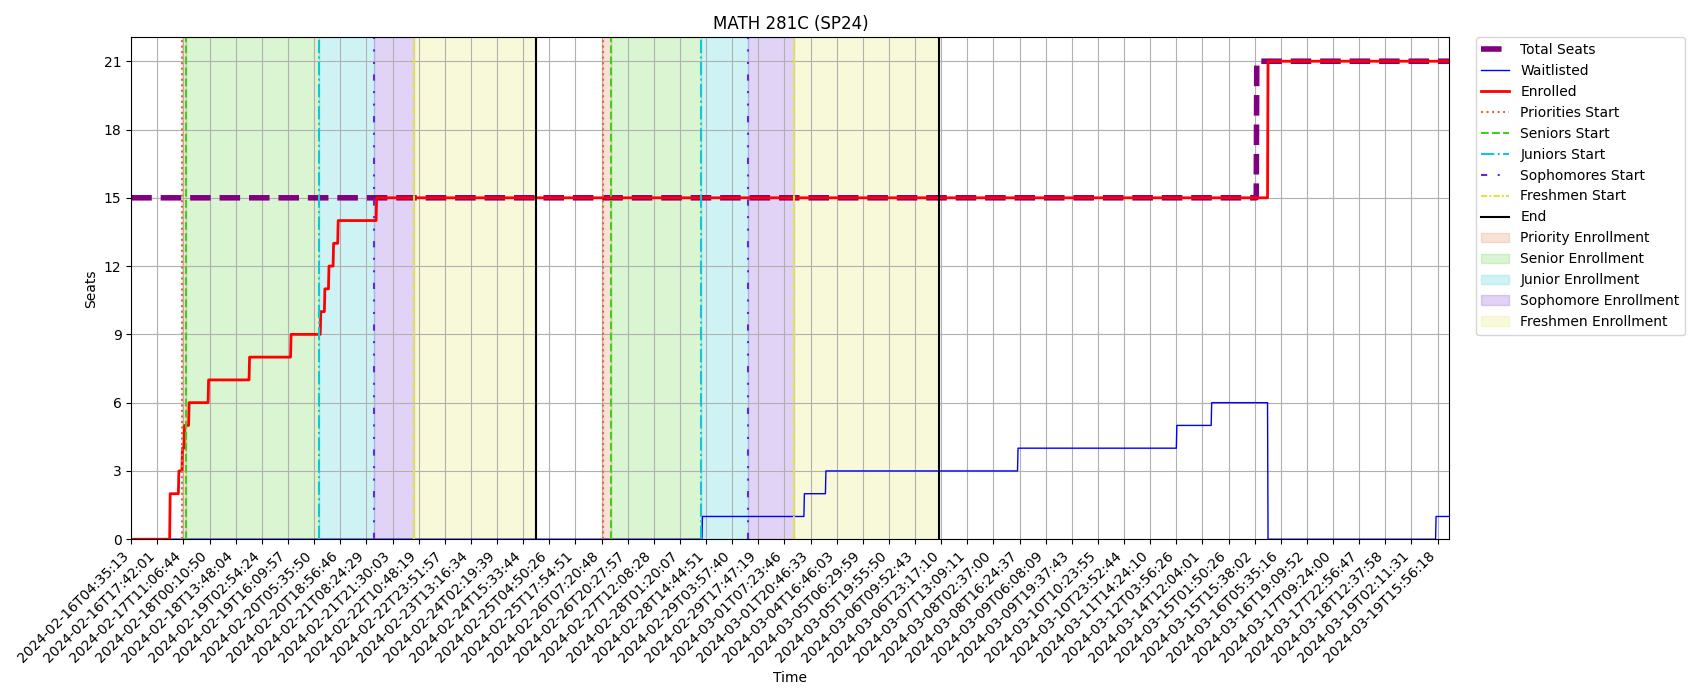 MATH 281C (SP24)
Seats
21
18
15
12
9
6
3
0
2024-02-16T04:35:13
2024-02-16T17:42:01
2024-02-17T11:06:44
2024-02-18T00:10:50
2024-02-18T13:48:04
2024-02-19T02:54:24
2024-02-19T16:09:57
2024-02-20T05:35:50
2024-02-20T18:56:46
2024-02-21T08:24:29
2024-02-21T21:30:03
2024-02-22T10:48:19
2024-02-22T23:51:57
2024-02-23T13:16:34
2024-02-24T02:19:39
2024-02-24T15:33:44
2024-02-25T04:50:26
2024-02-25T17:54:51
2024-02-26T07:20:48
2024-02-26T20:27:57
2024-02-27T12:08:28
2024-02-28T01:20:07
2024-02-28T14:44:51
2024-02-29T03:57:40
2024-02-29T17:47:19
2024-03-01T07:23:46
2024-03-01T20:46:33
2024-03-05T06:46:03
2024-03-05T06:29:59
2024-03-05T19:55:50
2024-03-06T09:52:43
2024-03-06T23:17:10
2024-03-07T13:09:11
2024-03-08T02:37:00
2024-03-08T16:24:37
2024-03-09T06:08:09
2024-03-09T19:37:43
2024-03-10T10:23:55
2024-03-10T23:52:44
2024-03-11T14:24:10
2024-03-12T03:56:26
2024-03-14T12:04:01
2024-03-15T01:50:26
2024-03-15T15:38:02
2024-03-16T05:35:16
2024-03-16T19:09:52
2024-03-17T09:24:00
2024-03-17T22:56:47
2024-03-18T12:37:58
2024-03-19T02:11:31
2024-03-19T15:56:18
Time
Total Seats
Waitlisted
Enrolled
Priorities Start
Seniors Start
Juniors Start
Sophomores Start
Freshmen Start
End
Priority Enrollment
Senior Enrollment
Junior Enrollment
Sophomore Enrollment
Freshmen Enrollment